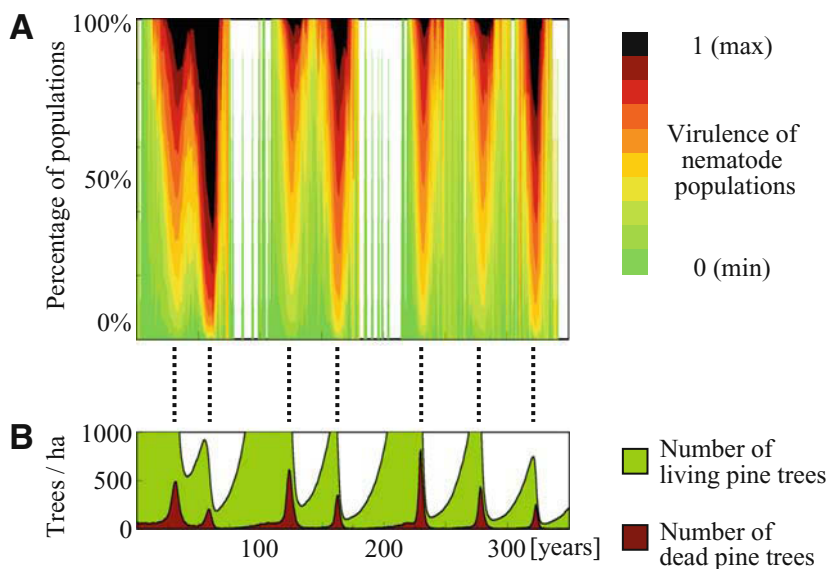 A
100%
50%
0%
Percentage of populations
1 (max)
Virulence of
nematode
populations
0 (min)
B
1000
500
0
Trees / ha
100
200
300 [years]
Number of
living pine trees
Number of
dead pine trees